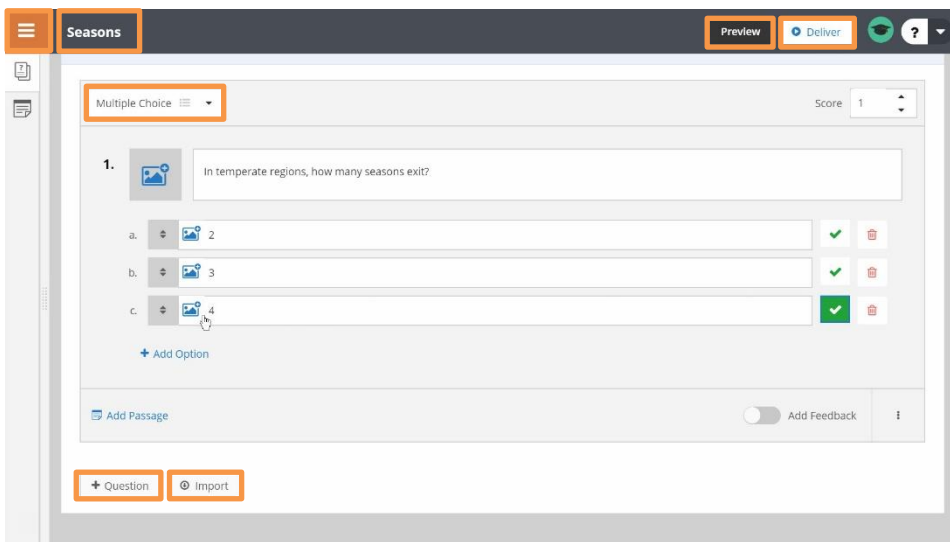 Seasons
Preview
Deliver
?
Multiple Choice
Score 1
1.
In temperate regions, how many seasons exit?
a. 2
b. 3
c. 4
+ Add Option
Add Passage
Add Feedback
+ Question
Import